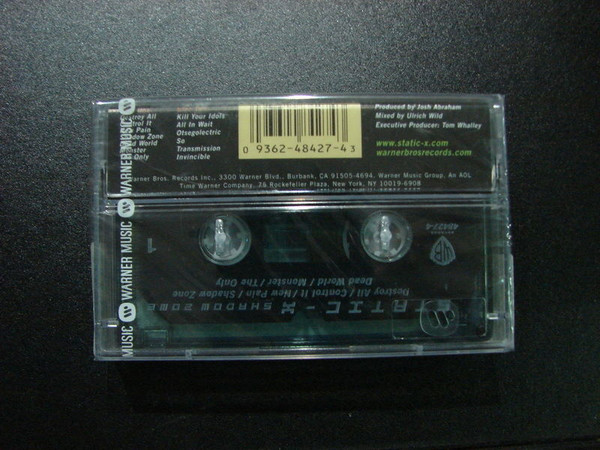 WARNER MUSIC WARNER MUSIC MUSIC
Destroy All
Control It
Pain
Shadow Zone
World
Monster
Only
Kill Your Idols
All In Wait
Otsegolectric
So
Transmission
Invincible
0 9362-48427-4 3
Produced by Josh Abraham
Mixed by Ulrich Wild
Executive Producer: Tom Whalley
www.static-x.com
warnerbrosrecords.com
Warner Bros. Records Inc., 3300 Warner Blvd., Burbank, CA 91505-4694. Warner Music Group, An AOL
Time Warner Company, 75 Rockefeller Plaza, New York, NY 10019-6908
48427-4
1
STATIC-X SHADOW ZONE
Destroy All / Control It / New Pain / Shadow Zone
Dead World / Monster / The Only